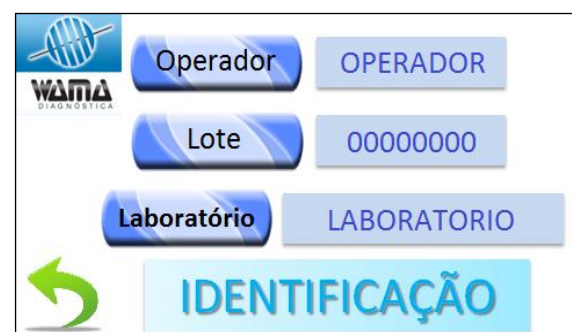 WAMA
DIAGNÓSTICA
Operador OPERADOR
Lote 00000000
Laboratório LABORATORIO
IDENTIFICAÇÃO